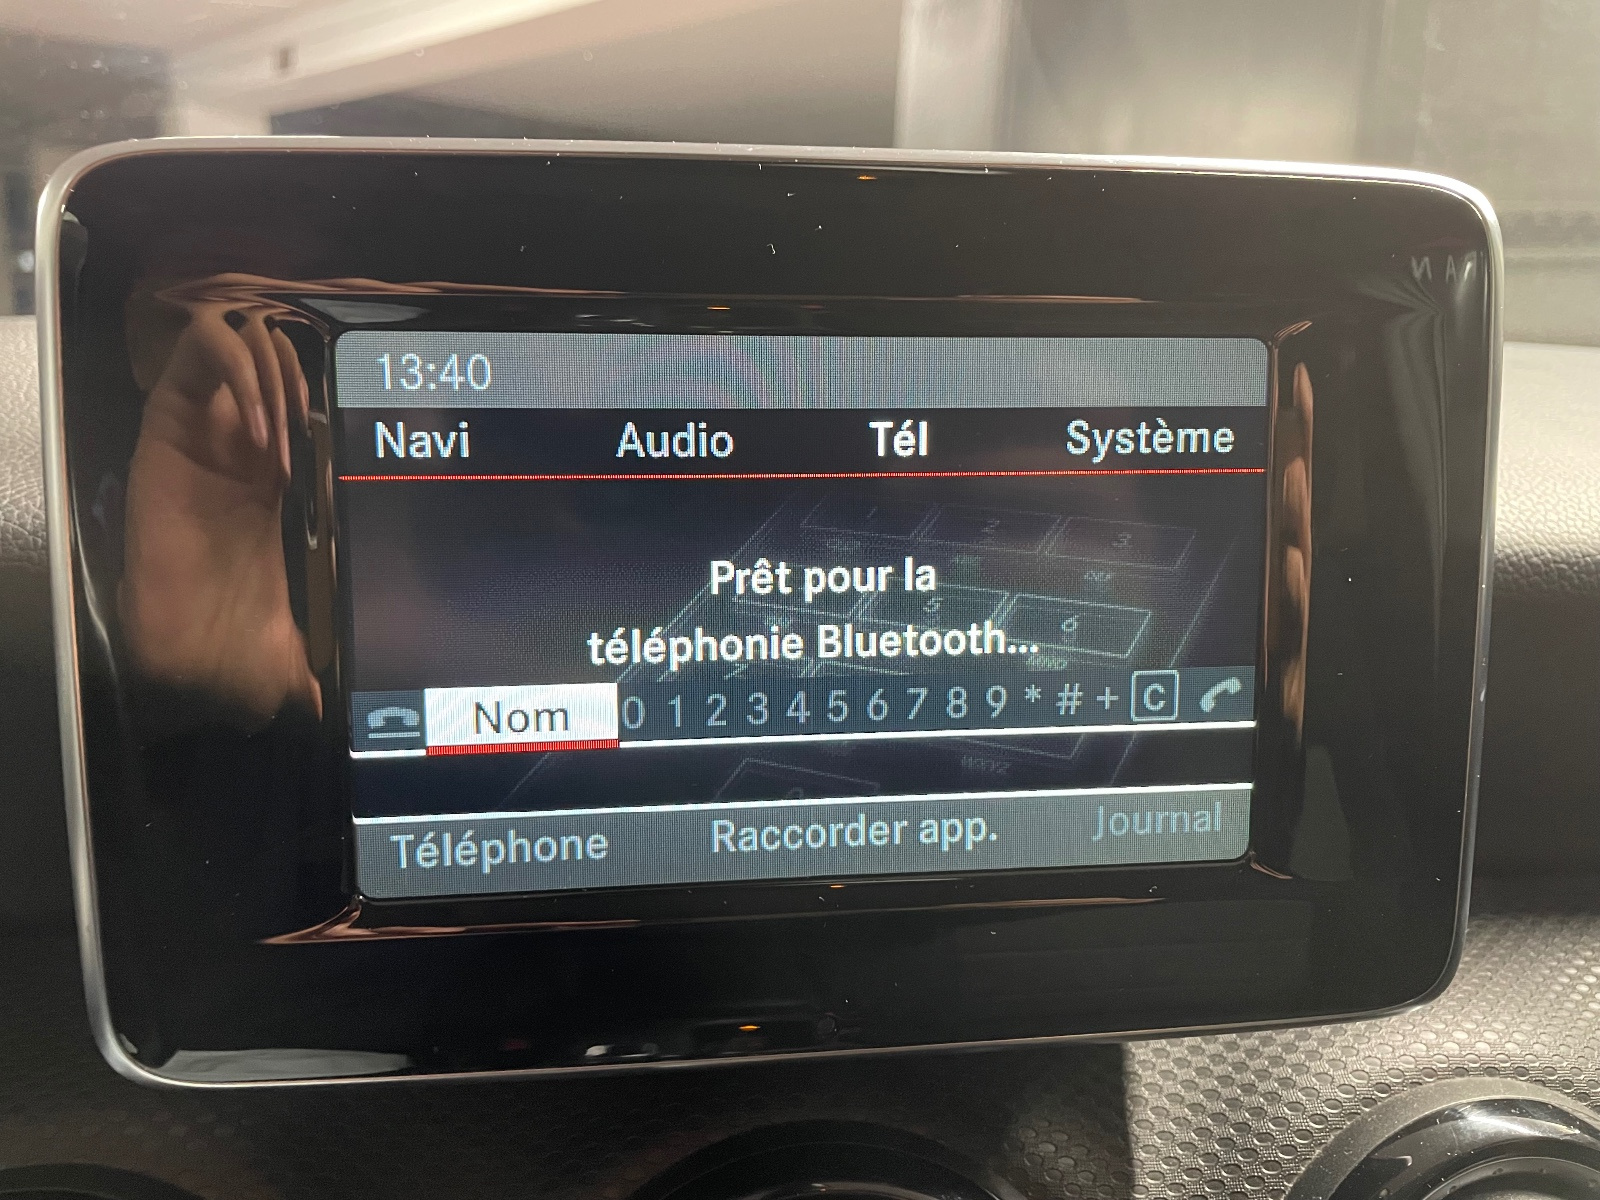 13:40
Navi Audio Tél Système
Prêt pour la
téléphonie Bluetooth...
Nom 0 1 2 3 4 5 6 7 8 9 * # + C
Téléphone Raccorder app. Journal